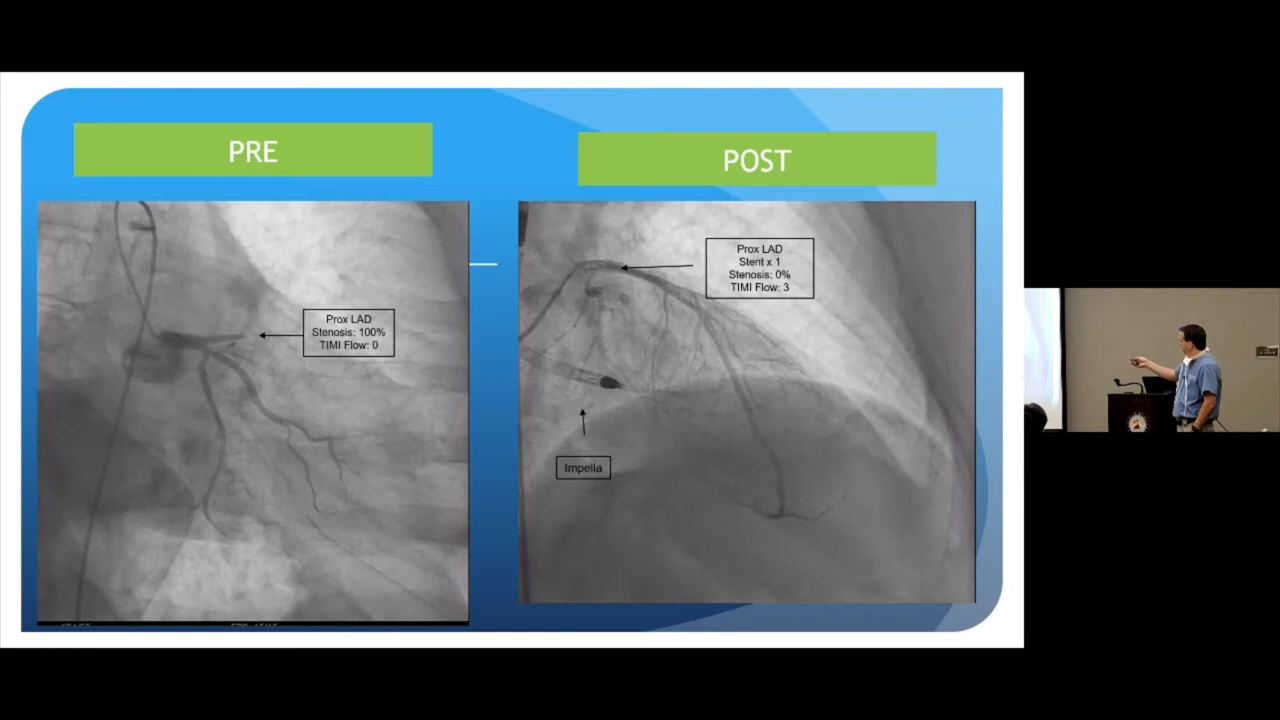 PRE
POST
Prox LAD
Stenosis: 100%
TIMI Flow: 0
Prox LAD
Stent x 1
Stenosis: 0%
TIMI Flow: 3
Impella